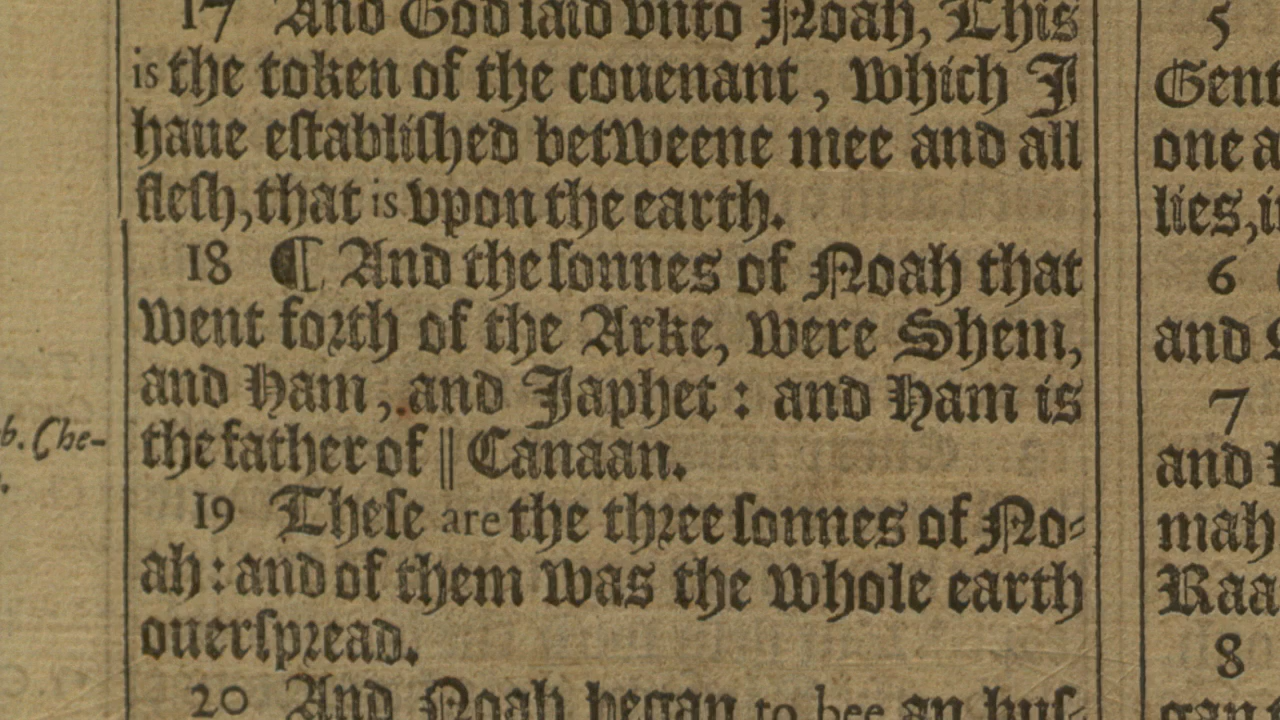 17 And God ſaid vnto Noah, This
is the token of the couenant, which I
haue eſtabliſhed betweene mee and all
fleſh, that is vpon the earth.
18 ¶ And the ſonnes of Noah that
went forth of the Arke, were Shem,
and Ham, and Japhet : and Ham is
the father of || Canaan.
19 Theſe are the three ſonnes of No-
ah : and of them was the whole earth
ouerſpread.
20 And Noah began to bee an huſ-
b. Che-
5
Gent
one a
lies, i
6
and
7
and
mah
Raa
8